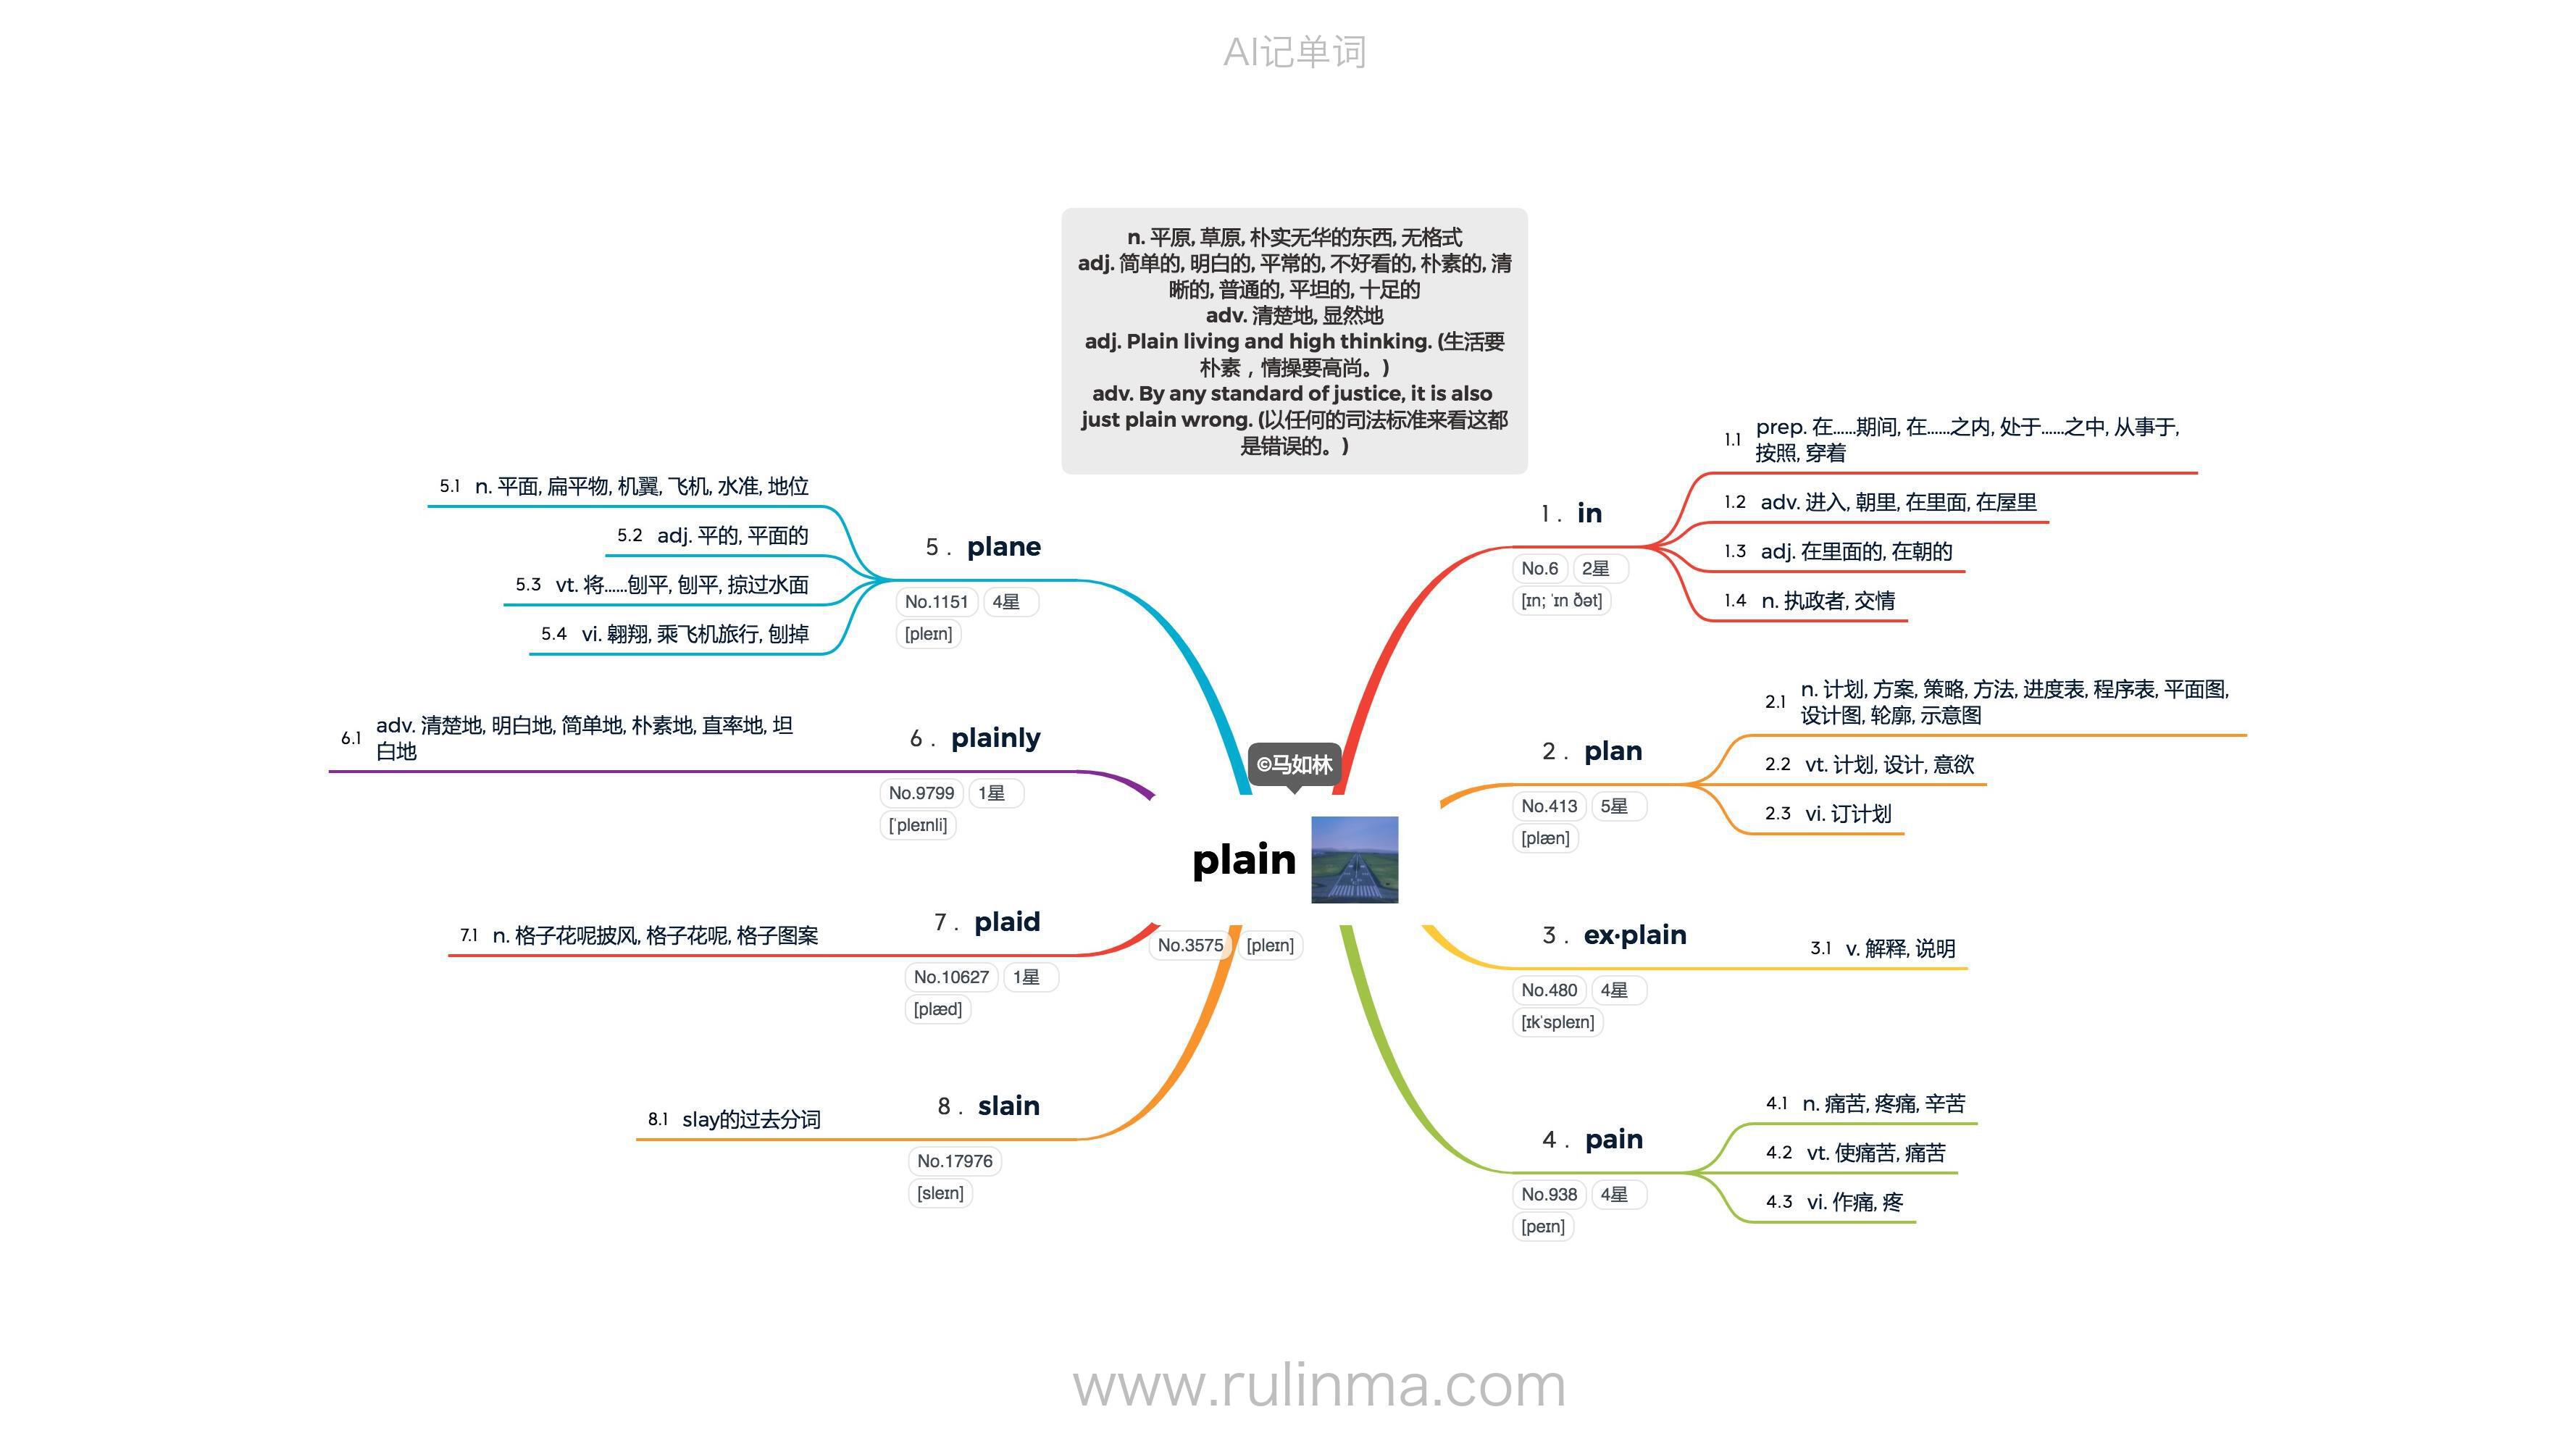 AI记单词
n. 平原, 草原, 朴实无华的东西, 无格式
adj. 简单的, 明白的, 平常的, 不好看的, 朴素的, 清
晰的, 普通的, 平坦的, 十足的
adv. 清楚地, 显然地
adj. Plain living and high thinking. (生活要
朴素，情操要高尚。)
adv. By any standard of justice, it is also
just plain wrong. (以任何的司法标准来看这都
是错误的。)
©马如林
plain
No.3575 [pleɪn]
1 . in
No.6 2星
[ɪn; ˈɪn ðət]
1.1 prep. 在……期间, 在……之内, 处于……之中, 从事于,
按照, 穿着
1.2 adv. 进入, 朝里, 在里面, 在屋里
1.3 adj. 在里面的, 在朝的
1.4 n. 执政者, 交情
2 . plan
No.413 5星
[plæn]
2.1 n. 计划, 方案, 策略, 方法, 进度表, 程序表, 平面图,
设计图, 轮廓, 示意图
2.2 vt. 计划, 设计, 意欲
2.3 vi. 订计划
3 . ex·plain
No.480 4星
[ɪkˈspleɪn]
3.1 v. 解释, 说明
4 . pain
No.938 4星
[peɪn]
4.1 n. 痛苦, 疼痛, 辛苦
4.2 vt. 使痛苦, 痛苦
4.3 vi. 作痛, 疼
5 . plane
No.1151 4星
[pleɪn]
5.1 n. 平面, 扁平物, 机翼, 飞机, 水准, 地位
5.2 adj. 平的, 平面的
5.3 vt. 将……刨平, 刨平, 掠过水面
5.4 vi. 翱翔, 乘飞机旅行, 刨掉
6 . plainly
No.9799 1星
[ˈpleɪnli]
6.1 adv. 清楚地, 明白地, 简单地, 朴素地, 直率地, 坦
白地
7 . plaid
No.10627 1星
[plæd]
7.1 n. 格子花呢披风, 格子花呢, 格子图案
8 . slain
No.17976
[sleɪn]
8.1 slay的过去分词
www.rulinma.com